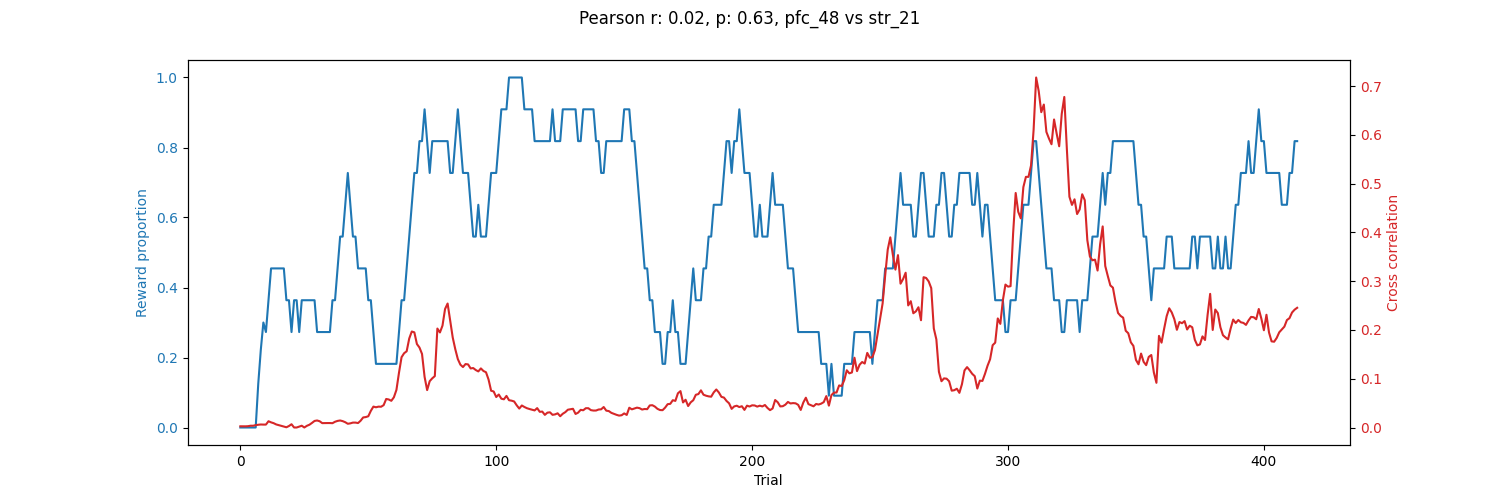 Pearson r: 0.02, p: 0.63, pfc_48 vs str_21
1.0
0.8
0.6
0.4
0.2
0.0
Reward proportion
0.7
0.6
0.5
0.4
0.3
0.2
0.1
0.0
Cross correlation
0 100 200 300 400
Trial